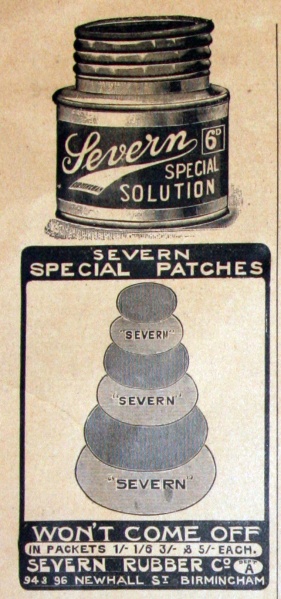 Severn 6D
SPECIAL
SOLUTION
SEVERN
SPECIAL PATCHES
"SEVERN"
"SEVERN"
"SEVERN"
WON'T COME OFF
IN PACKETS 1/- 1/6 3/- & 5/- EACH.
SEVERN RUBBER Co DEPT A
94 & 96 NEWHALL ST BIRMINGHAM